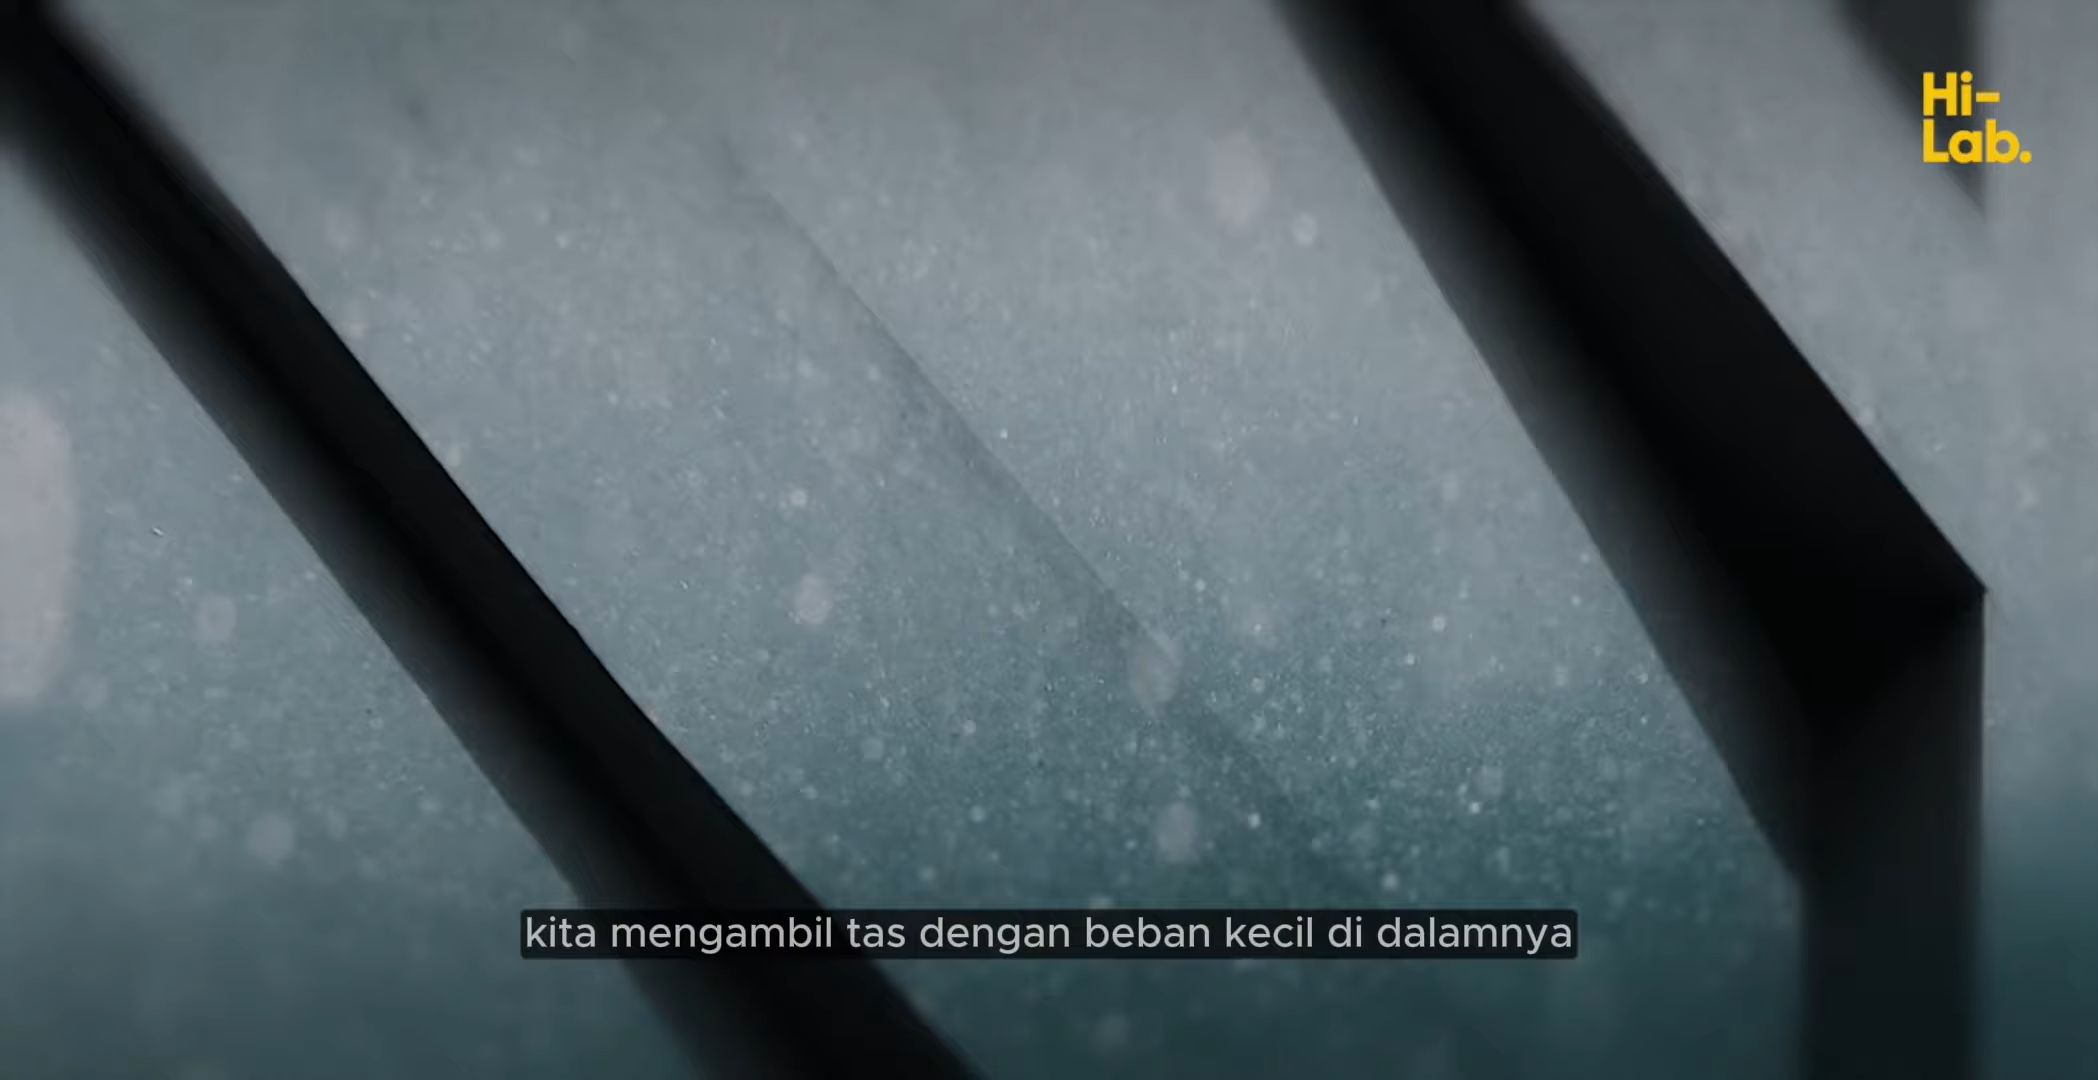 Hi-
Lab.
kita mengambil tas dengan beban kecil di dalamnya